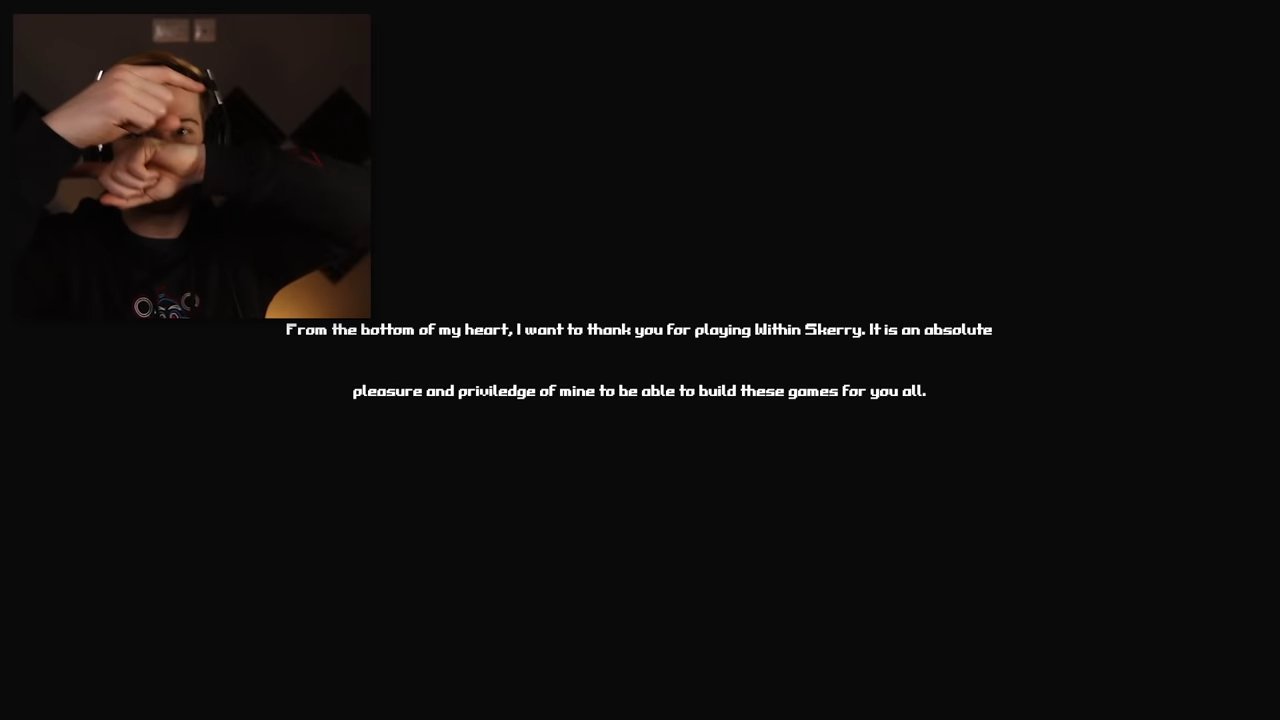 From the bottom of my heart, I want to thank you for playing Within Skerry. It is an absolute
pleasure and priviledge of mine to be able to build these games for you all.